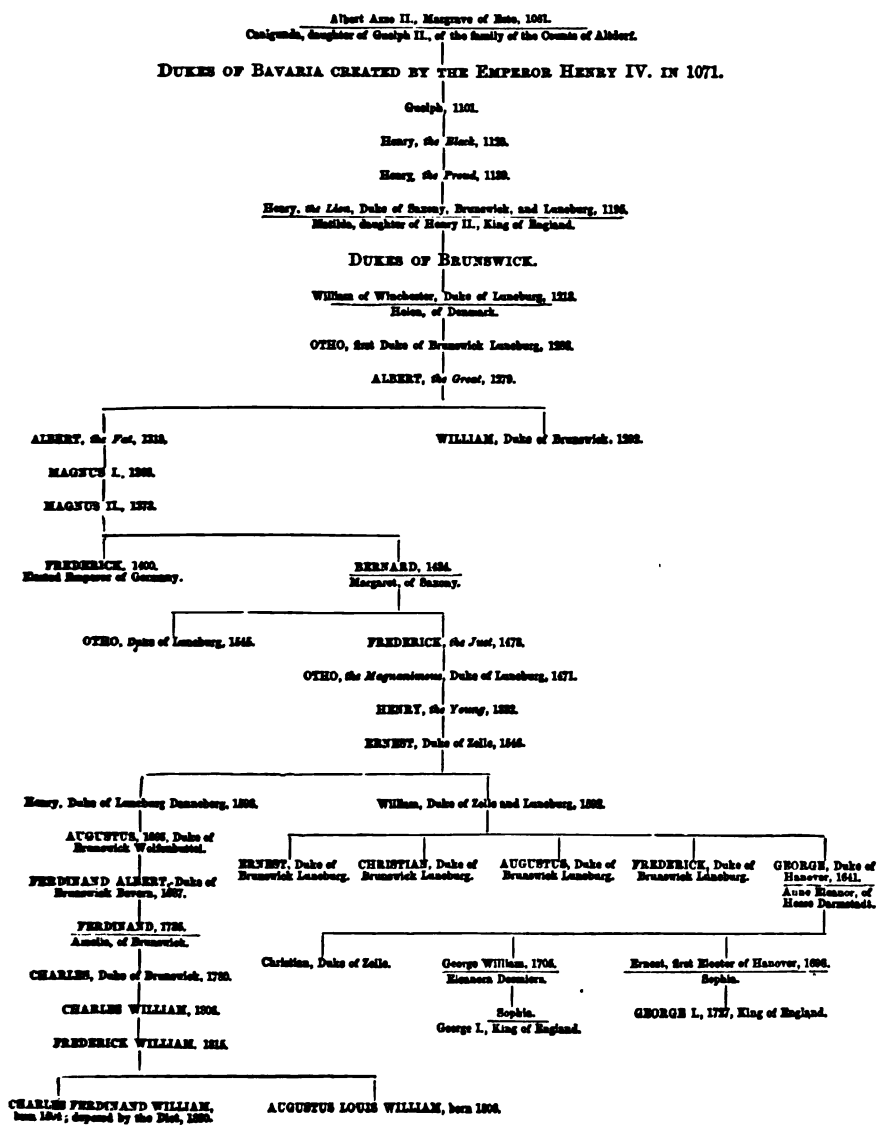 Albert Azzo II., Margrave of Este, 1061.
Cunigunda, daughter of Guelph II., of the family of the Counts of Altdorf.
DUKES OF BAVARIA CREATED BY THE EMPEROR HENRY IV. IN 1071.
Guelph, 1101.
Henry, the Black, 1120.
Henry, the Proud, 1139.
Henry, the Lion, Duke of Saxony, Brunswick, and Luneburg, 1195.
Matilda, daughter of Henry II., King of England.
DUKES OF BRUNSWICK.
William of Winchester, Duke of Luneburg, 1213.
Helen, of Denmark.
OTHO, first Duke of Brunswick Luneburg,
ALBERT, the Great, 1279.
ALBERT, the Fat, 1318.
WILLIAM, Duke of Brunswick, 1292.
MAGNUS I., 1368.
MAGNUS II., 1373.
FREDERICK, 1400.
Elected Emperor of Germany.
BERNARD, 1434.
Margaret, of Saxony.
OTHO, Duke of Luneburg, 1445.
FREDERICK, the Just, 1478.
OTHO, the Magnanimous, Duke of Luneburg, 1471.
HENRY, the Young,
ERNEST, Duke of Zelle, 1546.
Henry, Duke of Luneburg Danneberg, 1598.
William, Duke of Zelle and Luneburg, 1592.
AUGUSTUS, 1666, Duke of
Brunswick Wolfenbuttel.
ERNEST, Duke of
Brunswick Luneburg.
CHRISTIAN, Duke of
Brunswick Luneburg.
AUGUSTUS, Duke of
Brunswick Luneburg.
FREDERICK, Duke of
Brunswick Luneburg.
GEORGE, Duke of
Hanover, 1641.
Anne Eleanor, of
Hesse Darmstadt.
FERDINAND ALBERT, Duke of
Brunswick Bevern, 1687.
FERDINAND, 1735.
Amelia, of Brunswick.
Christian, Duke of Zelle.
George William, 1705.
Eleanora Desmiers.
Ernest, first Elector of Hanover, 1698.
Sophia.
CHARLES, Duke of Brunswick, 1780.
Sophia.
George I., King of England.
GEORGE I., 1727, King of England.
CHARLES WILLIAM, 1806.
FREDERICK WILLIAM, 1815.
CHARLES FERDINAND WILLIAM,
born 1804; deposed by the Diet, 1830.
AUGUSTUS LOUIS WILLIAM, born 1806.